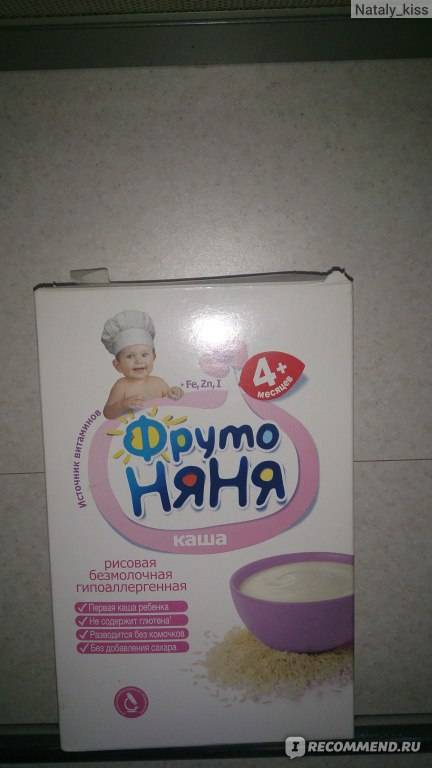 Nataly_kiss
Fe, Zn, I
4+
месяцев
Источник витаминов
Фруто
Няня
каша
рисовая
безмолочная
гипоаллергенная
Первая каша ребенка
Не содержит глютена
Разводится без комочков
Без добавления сахара
I RECOMMEND.RU